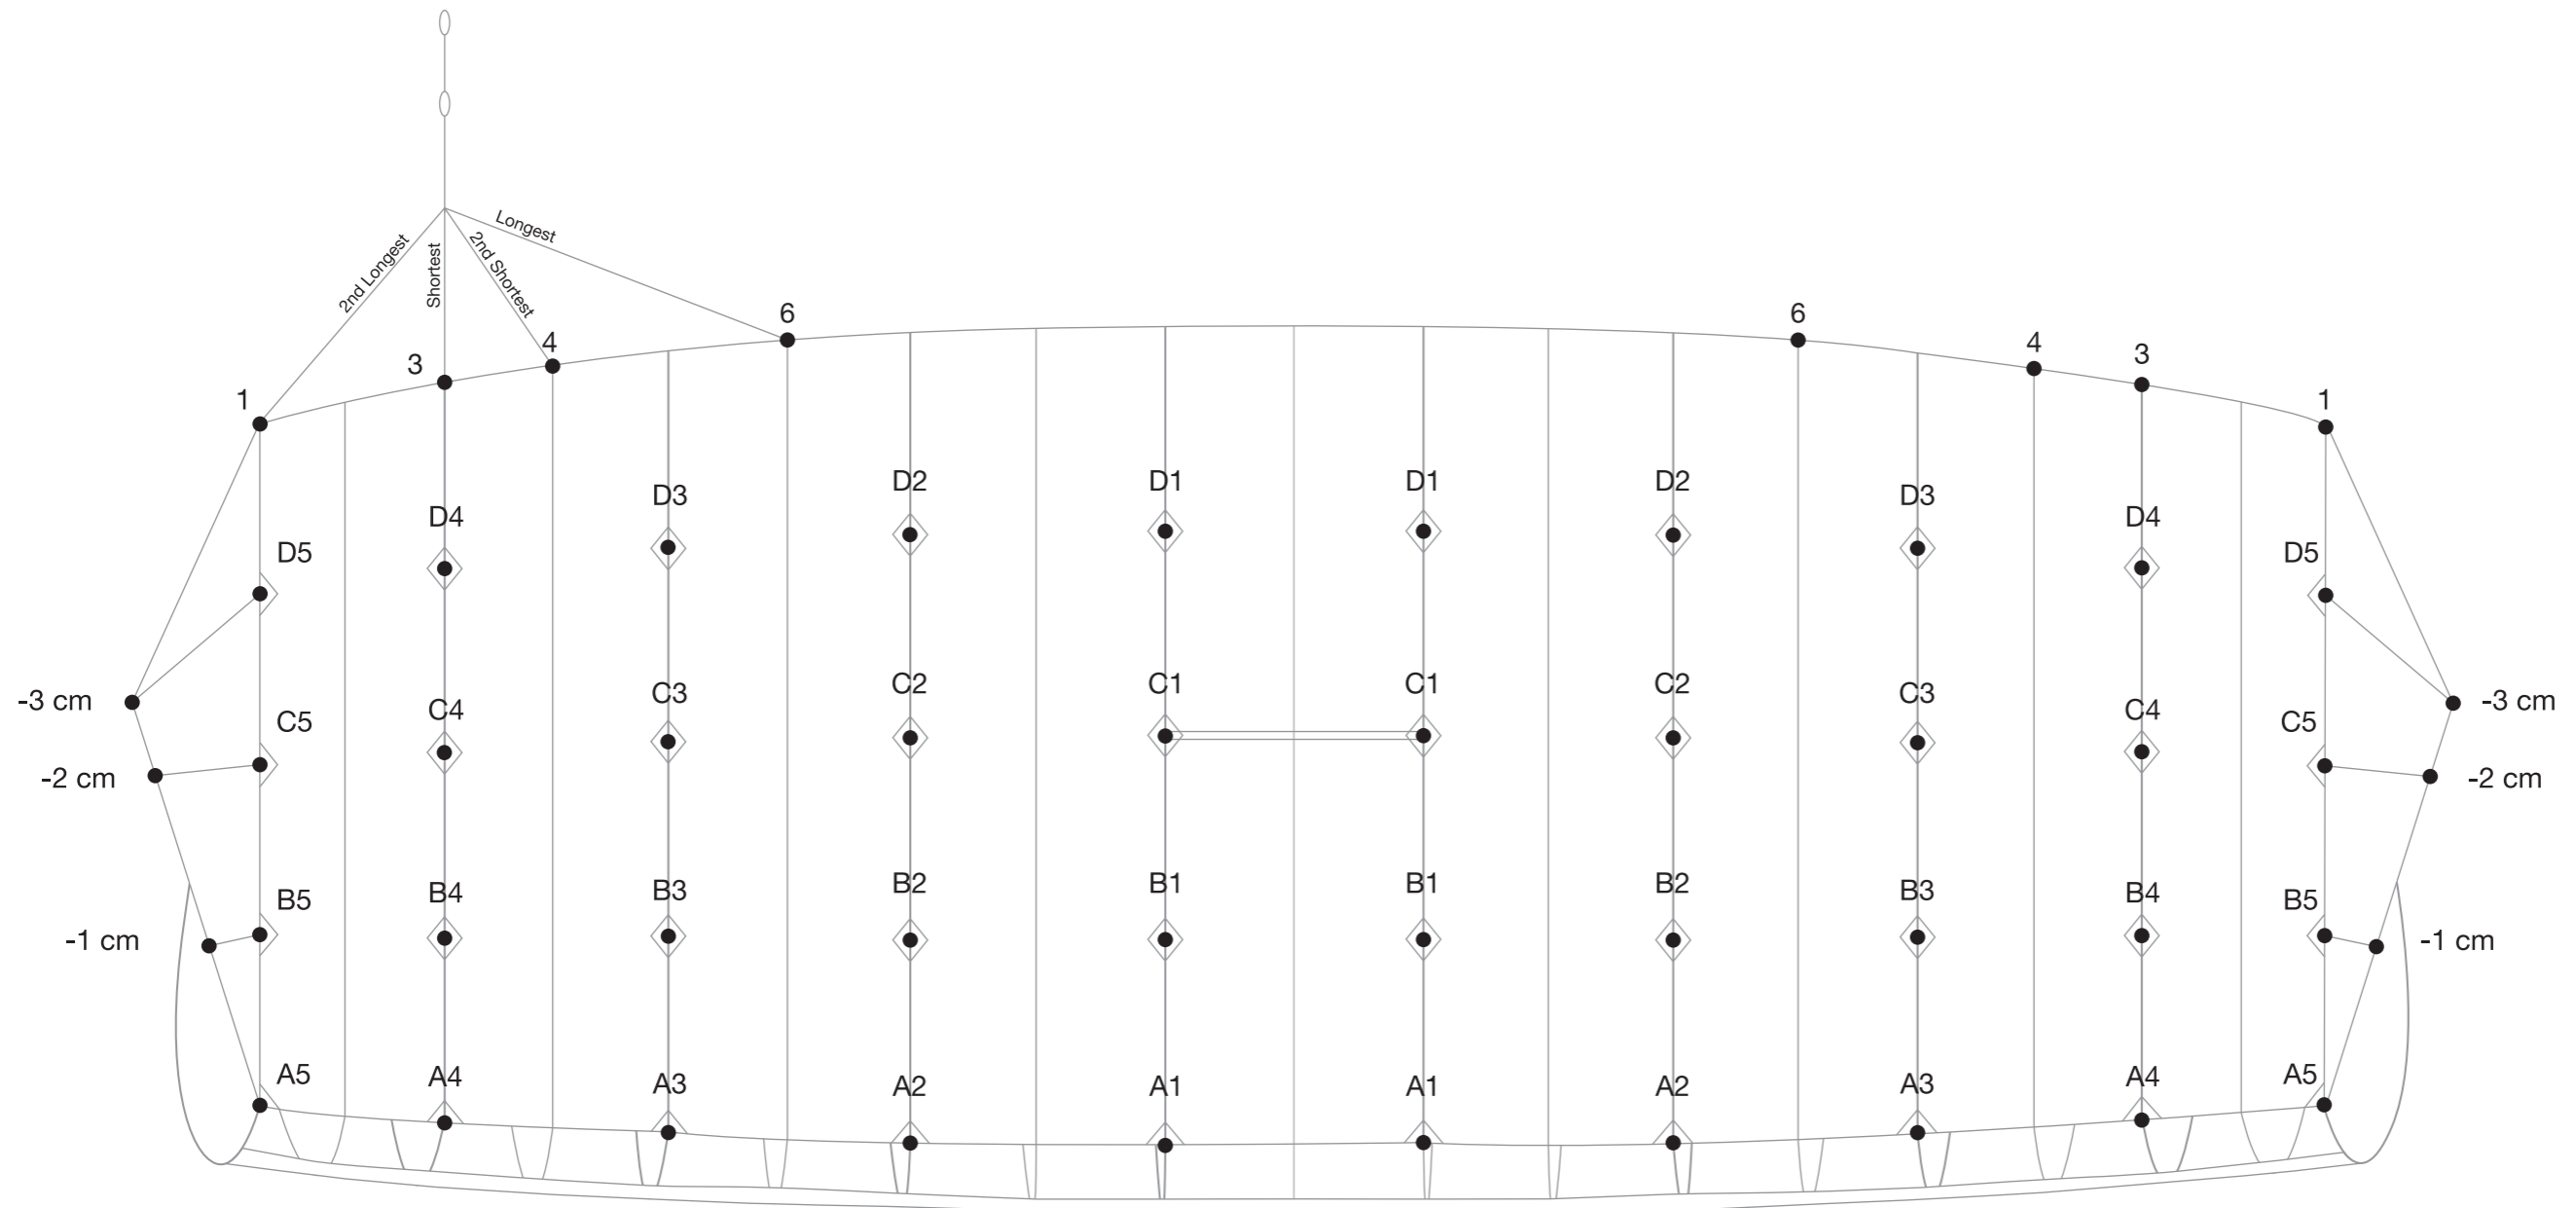 Longest
2nd Longest
Shortest
2nd Shortest
6
6
4
4
3
3
1
1
D2
D1
D1
D2
D3
D3
D4
D4
D5
D5
C2
C1
C1
C2
-3 cm
C3
C3
-3 cm
C4
C4
C5
C5
-2 cm
-2 cm
B2
B1
B1
B2
B5
B4
B3
B3
B4
B5
-1 cm
-1 cm
A5
A4
A3
A2
A1
A1
A2
A3
A4
A5